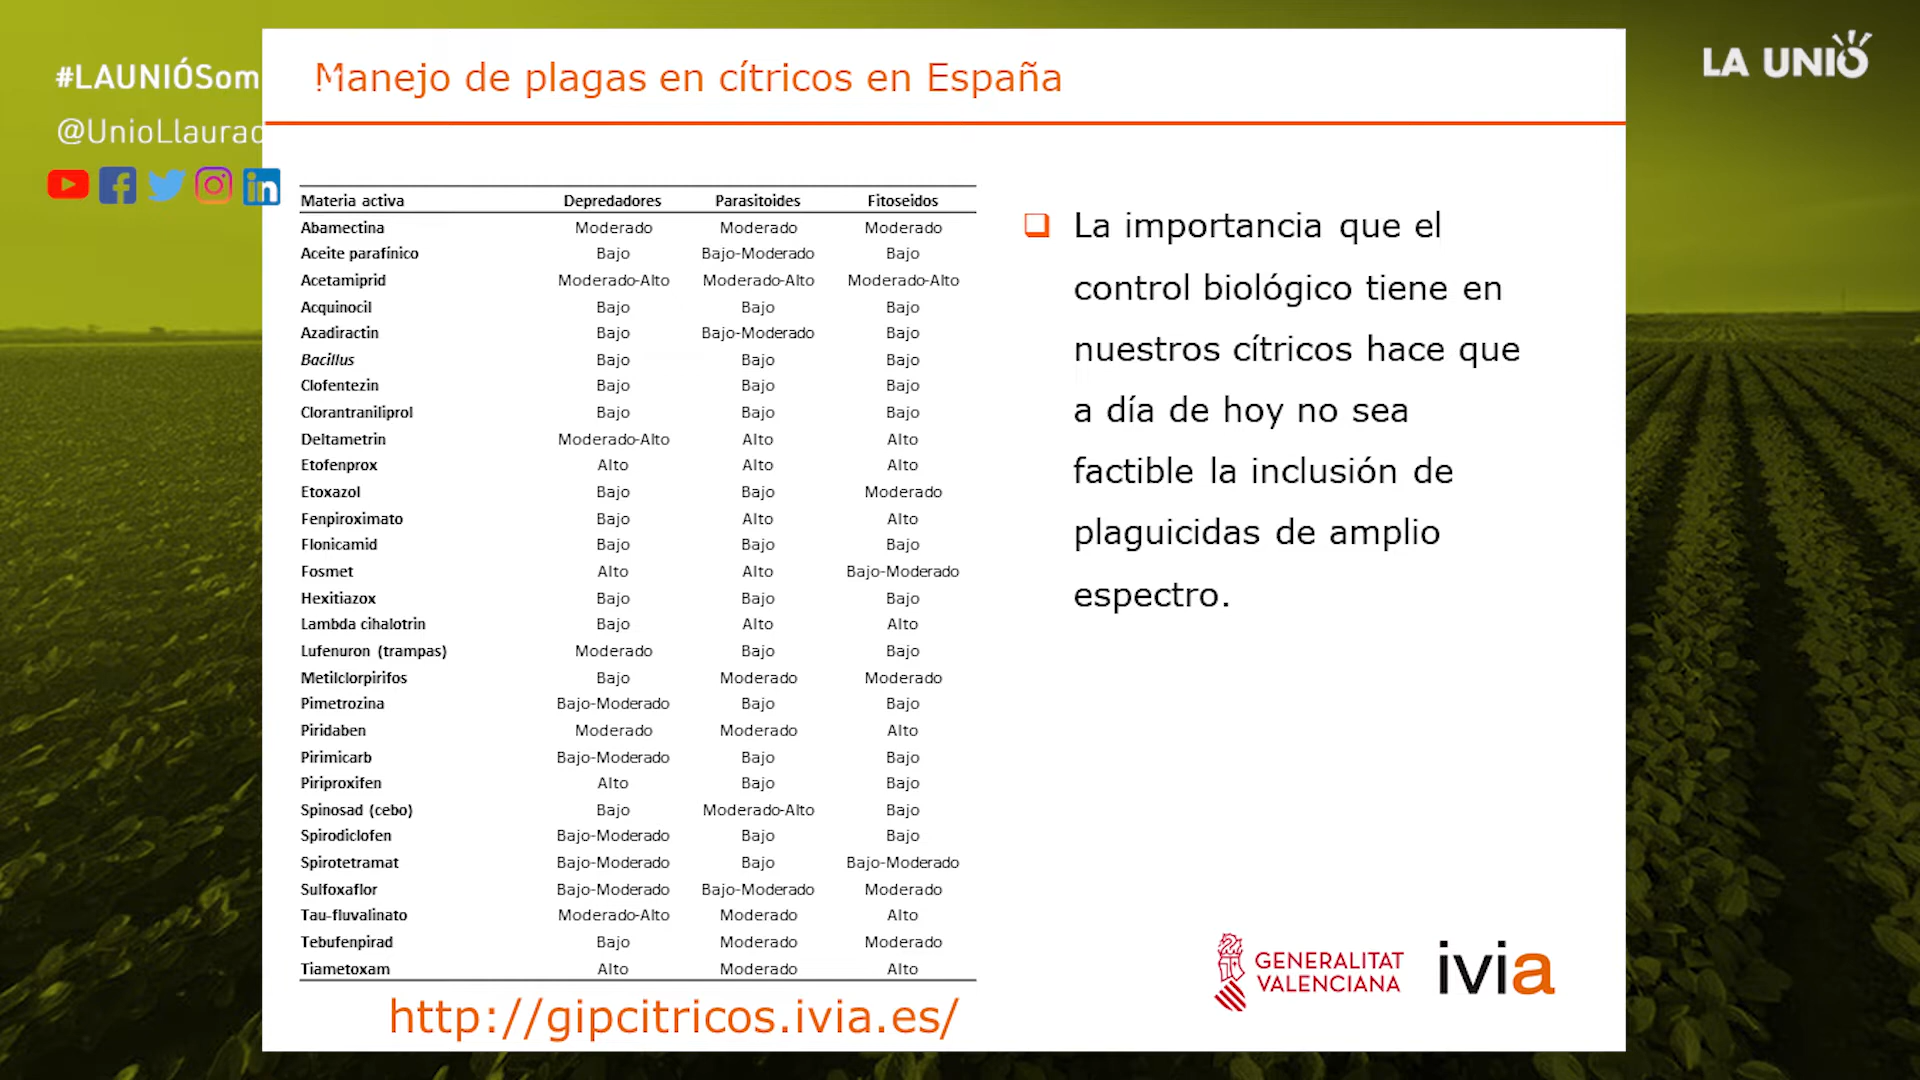 #LAUNIÓSom
@UnioLlaurad
LA UNIÓ
Manejo de plagas en cítricos en España
Materia activa Depredadores Parasitoides Fitoseidos
Abamectina Moderado Moderado Moderado
Aceite parafínico Bajo Bajo-Moderado Bajo
Acetamiprid Moderado-Alto Moderado-Alto Moderado-Alto
Acquinocil Bajo Bajo Bajo
Azadiractin Bajo Bajo-Moderado Bajo
Bacillus Bajo Bajo Bajo
Clofentezin Bajo Bajo Bajo
Clorantraniliprol Bajo Bajo Bajo
Deltametrin Moderado-Alto Alto Alto
Etofenprox Alto Alto Alto
Etoxazol Bajo Bajo Moderado
Fenpiroximato Bajo Alto Alto
Flonicamid Bajo Bajo Bajo
Fosmet Alto Alto Bajo-Moderado
Hexitiazox Bajo Bajo Bajo
Lambda cihalotrin Bajo Alto Alto
Lufenuron (trampas) Moderado Bajo Bajo
Metilclorpirifos Bajo Moderado Moderado
Pimetrozina Bajo-Moderado Bajo Bajo
Piridaben Moderado Moderado Alto
Pirimicarb Bajo-Moderado Bajo Bajo
Piriproxifen Alto Bajo Bajo
Spinosad (cebo) Bajo Moderado-Alto Bajo
Spirodiclofen Bajo-Moderado Bajo Bajo
Spirotetramat Bajo-Moderado Bajo Bajo-Moderado
Sulfoxaflor Bajo-Moderado Bajo-Moderado Moderado
Tau-fluvalinato Moderado-Alto Moderado Alto
Tebufenpirad Bajo Moderado Moderado
Tiametoxam Alto Moderado Alto
http://gipcitricos.ivia.es/
La importancia que el
control biológico tiene en
nuestros cítricos hace que
a día de hoy no sea
factible la inclusión de
plaguicidas de amplio
espectro.
GENERALITAT
VALENCIANA
ivia